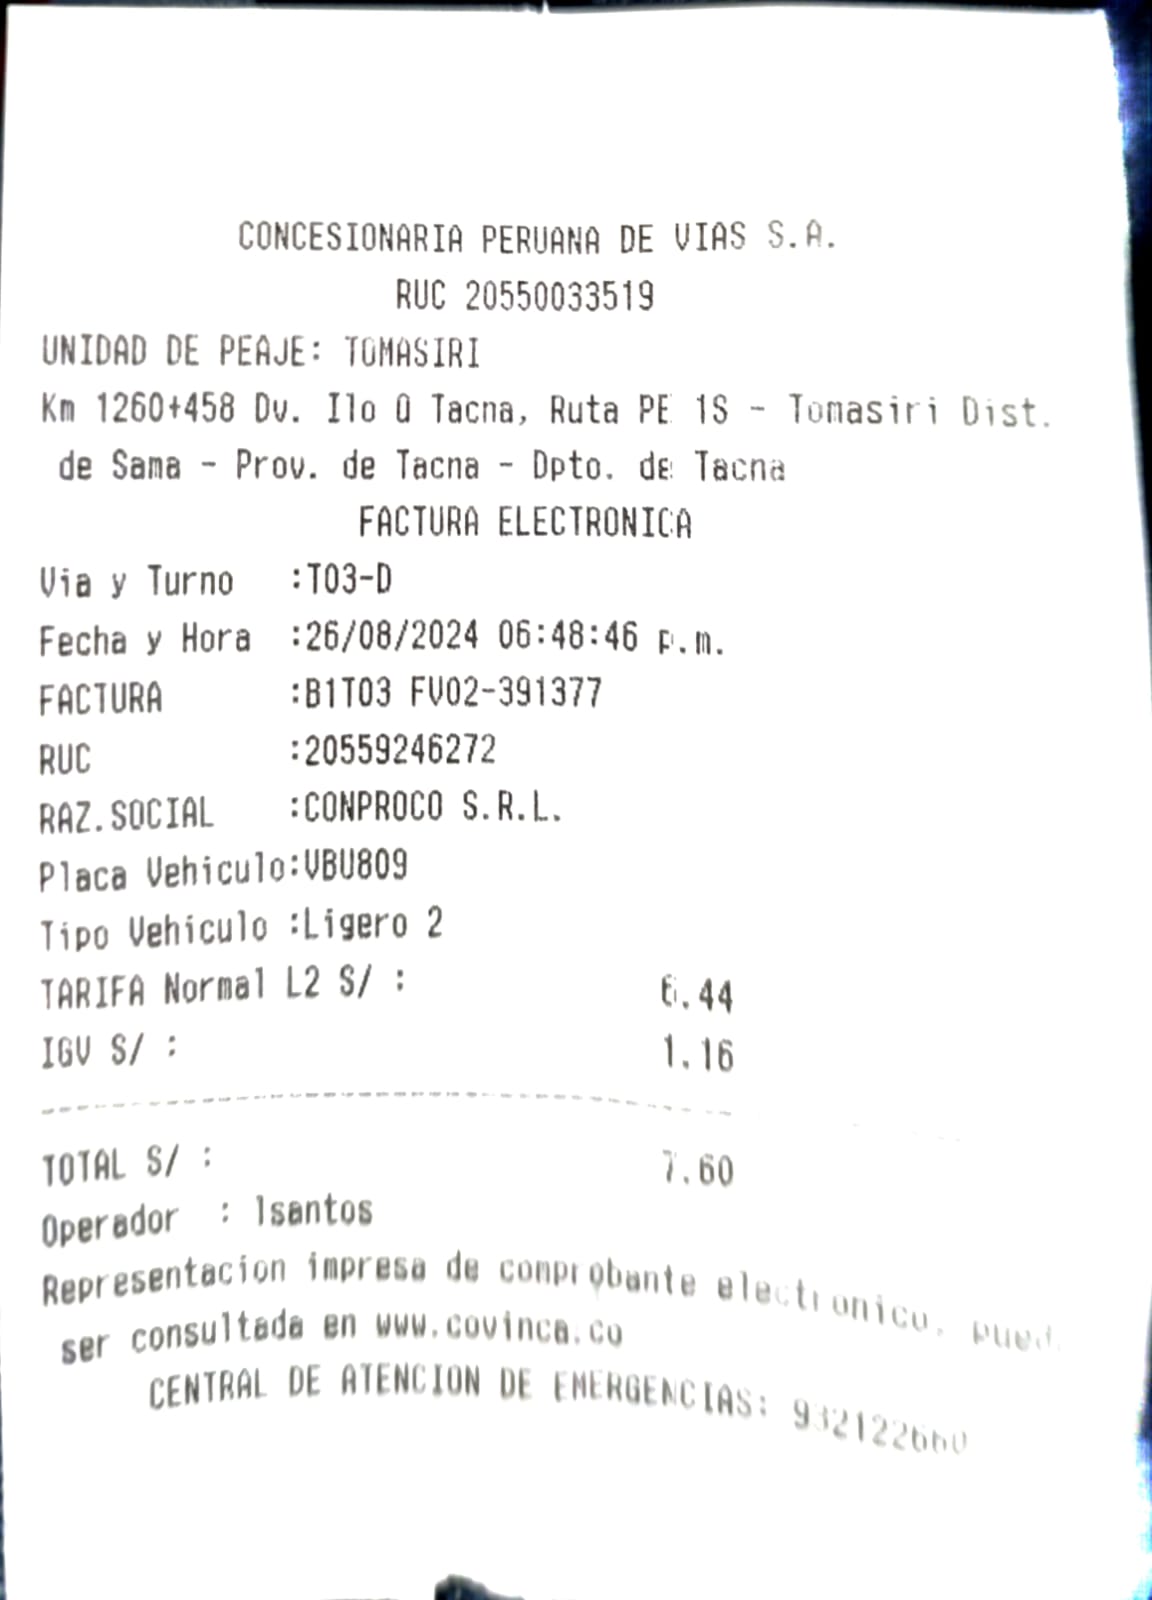 CONCESIONARIA PERUANA DE VIAS S.A.
RUC 20550033519
UNIDAD DE PEAJE: TOMASIRI
Km 1260+458 Dv. Ilo Q Tacna, Ruta PE 1S - Tomasiri Dist.
de Sama - Prov. de Tacna - Dpto. de Tacna
FACTURA ELECTRONICA
Via y Turno :T03-D
Fecha y Hora :26/08/2024 06:48:46 p.m.
FACTURA :B1T03 FV02-391377
RUC :20559246272
RAZ.SOCIAL :CONPROCO S.R.L.
Placa Vehiculo:VBU809
Tipo Vehiculo :Ligero 2
TARIFA Normal L2 S/ : 6.44
IGV S/ : 1.16
TOTAL S/ : 7.60
Operador : lsantos
Representacion impresa de comprobante electronico, pued
ser consultada en www.covinca.co
CENTRAL DE ATENCION DE EMERGENCIAS: 932122660